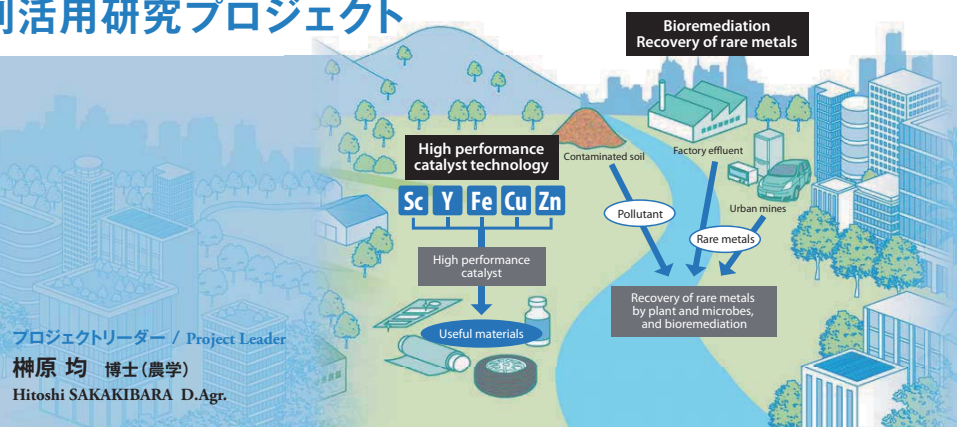 利活用研究プロジェクト
Bioremediation
Recovery of rare metals
High performance
catalyst technology
Sc Y Fe Cu Zn
High performance
catalyst
Useful materials
Contaminated soil
Factory effluent
Urban mines
Pollutant
Rare metals
Recovery of rare metals
by plant and microbes,
and bioremediation
プロジェクトリーダー / Project Leader
榊原 均 博士（農学）
Hitoshi SAKAKIBARA D.Agr.